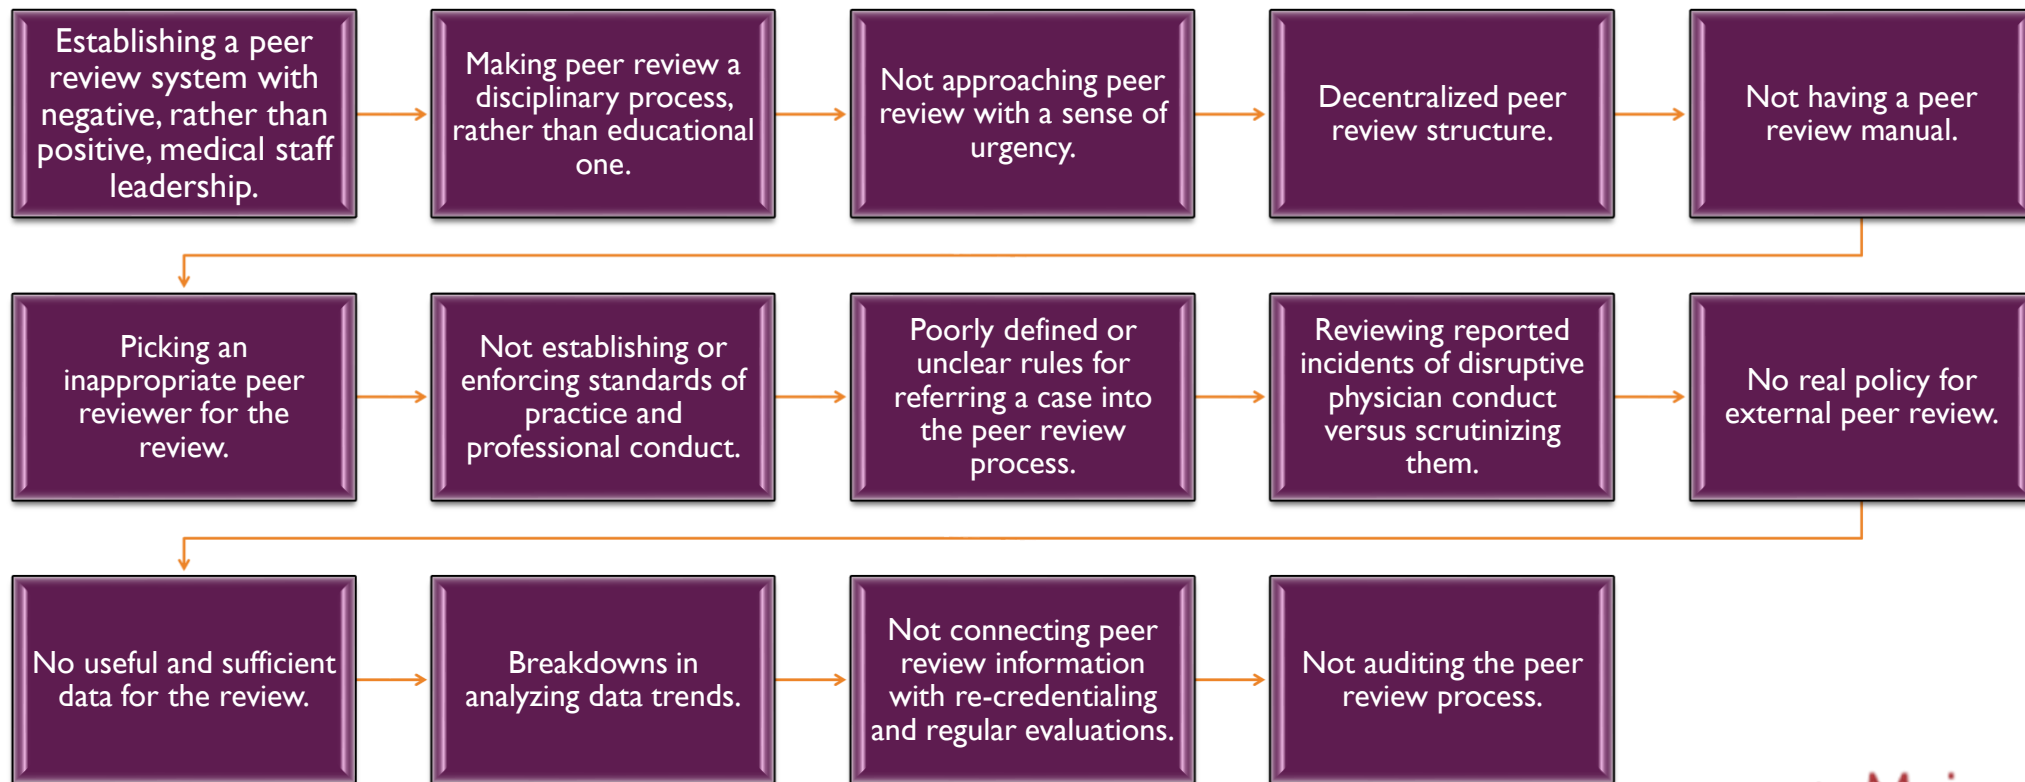 Establishing a peer
review system with
negative, rather than
positive, medical staff
leadership.
Making peer review a
disciplinary process,
rather than educational
one.
Not approaching peer
review with a sense of
urgency.
Decentralized peer
review structure.
Not having a peer
review manual.
Picking an
inappropriate peer
reviewer for the
review.
Not establishing or
enforcing standards of
practice and
professional conduct.
Poorly defined or
unclear rules for
referring a case into
the peer review
process.
Reviewing reported
incidents of disruptive
physician conduct
versus scrutinizing
them.
No real policy for
external peer review.
No useful and sufficient
data for the review.
Breakdowns in
analyzing data trends.
Not connecting peer
review information
with re-credentialing
and regular evaluations.
Not auditing the peer
review process.